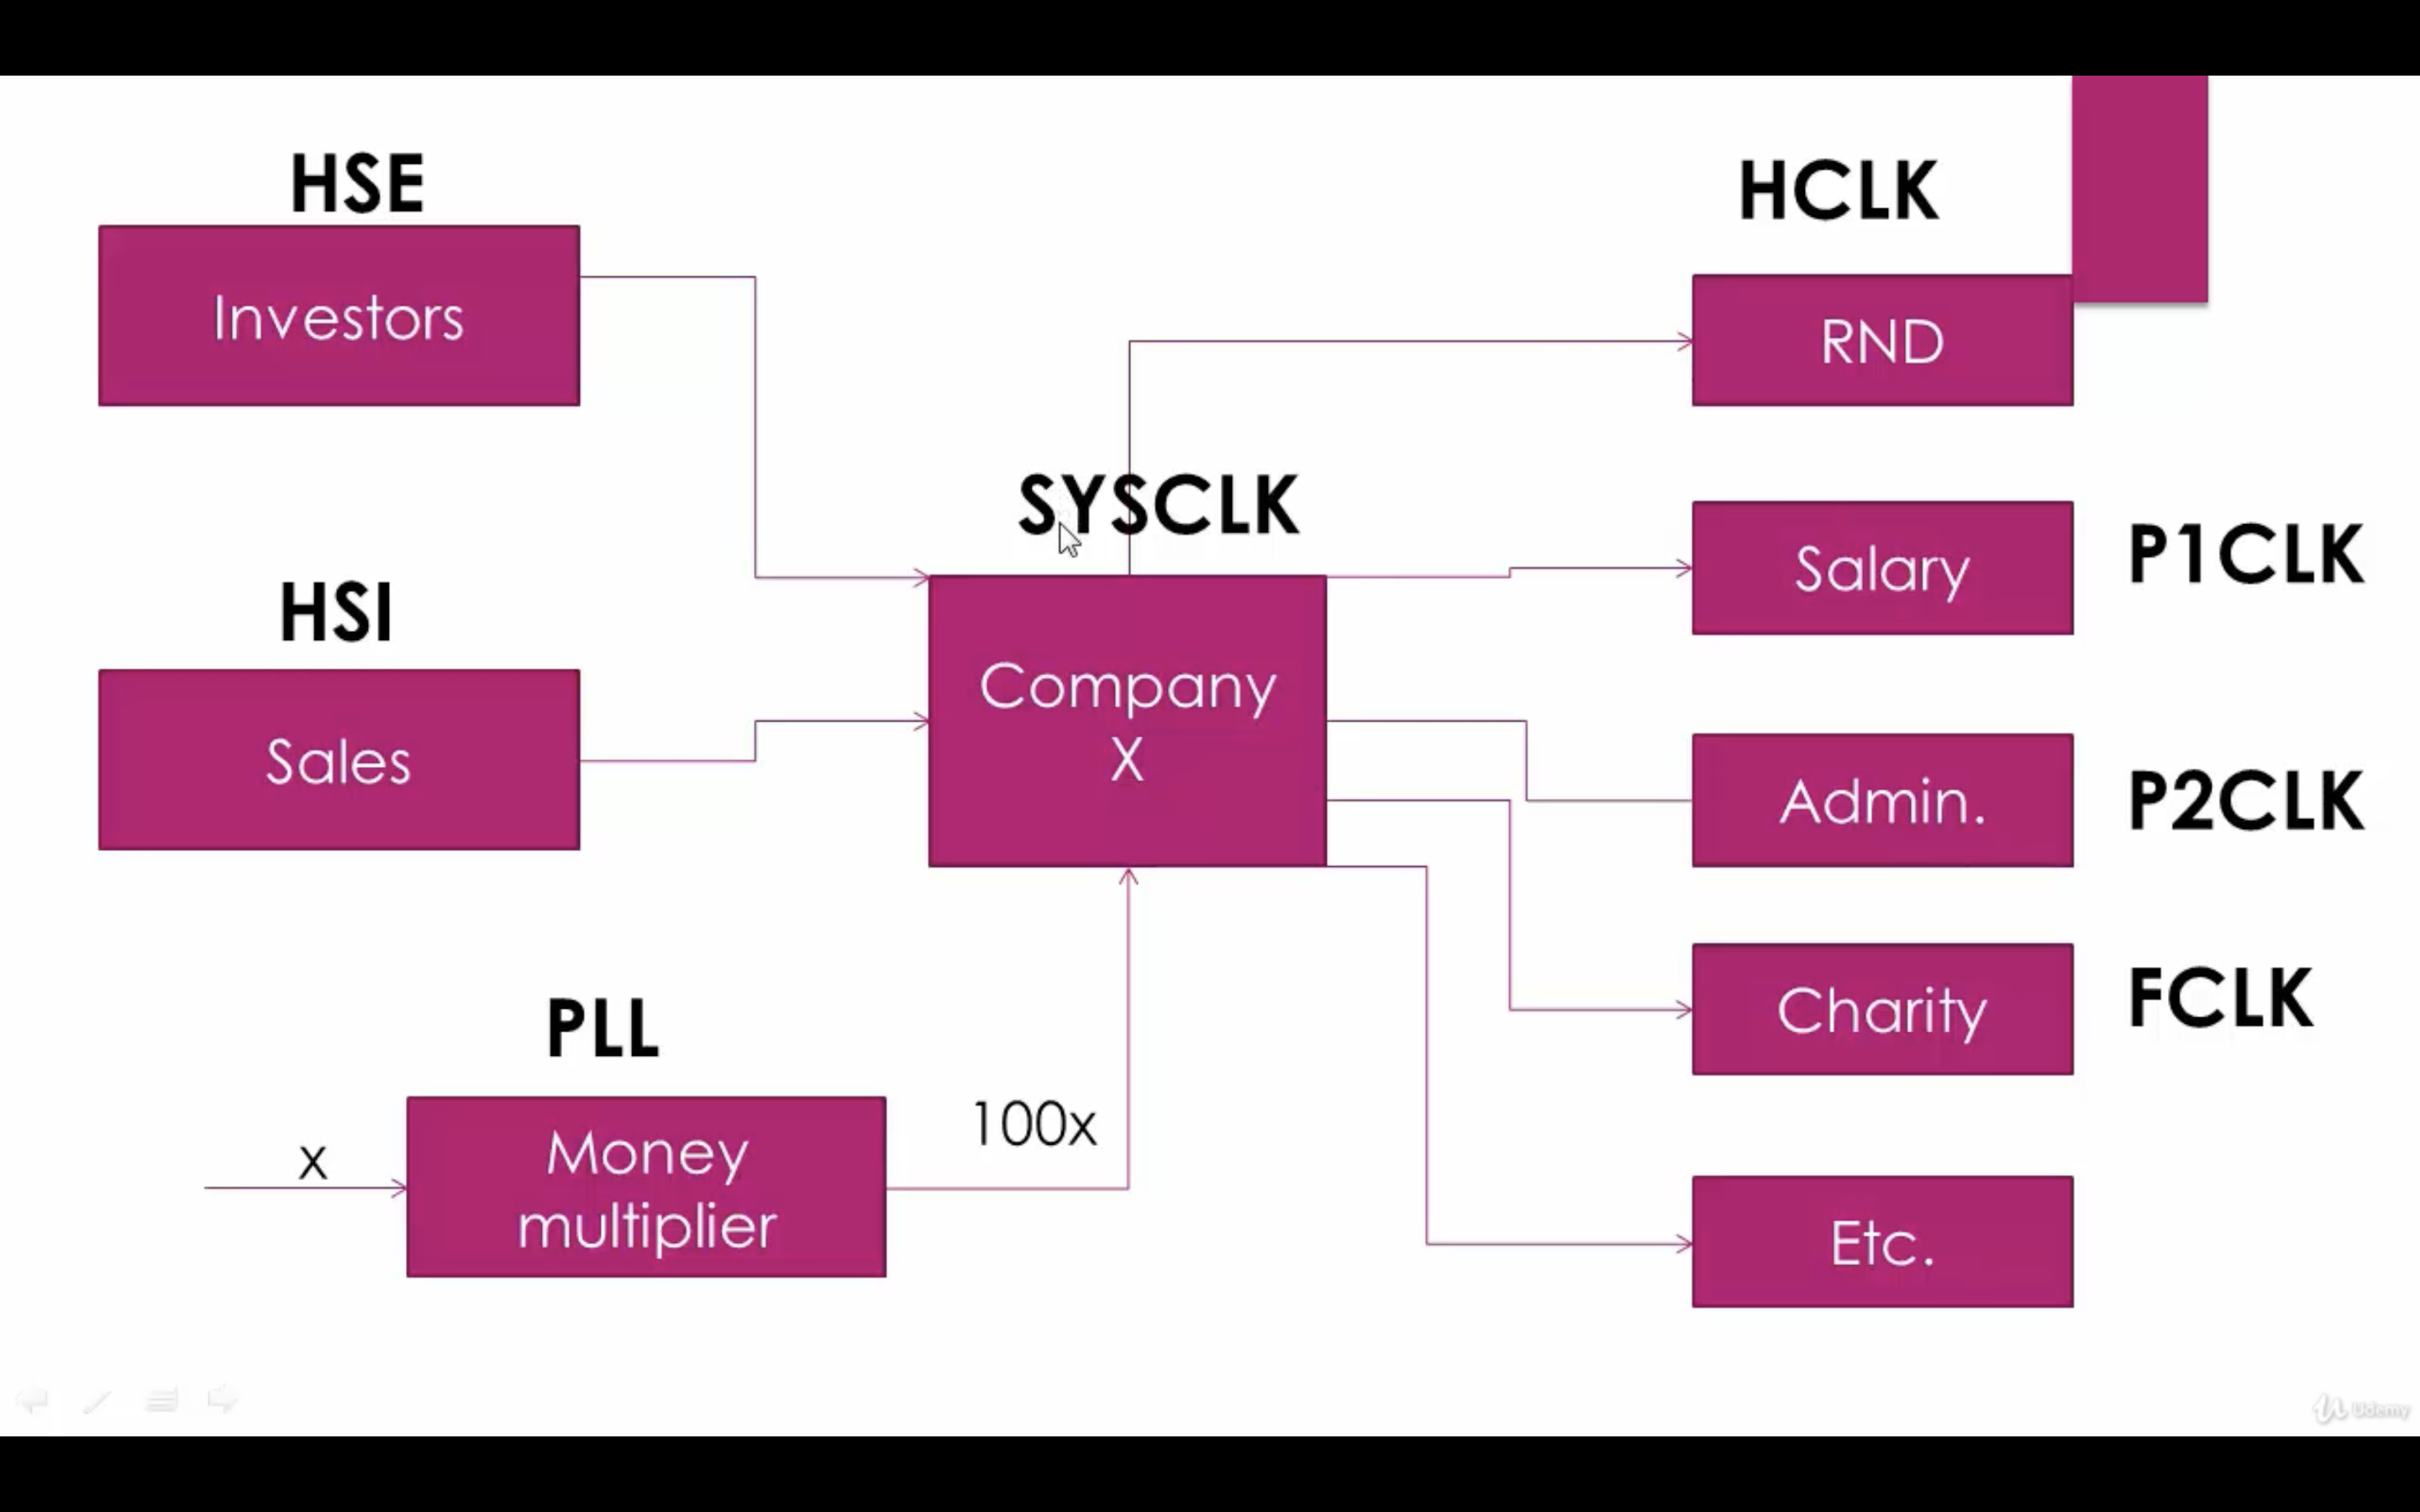 HSE
Investors
HSI
Sales
PLL
x
Money
multiplier
100x
SYSCLK
Company
X
HCLK
RND
Salary
P1CLK
Admin.
P2CLK
Charity
FCLK
Etc.
Udemy